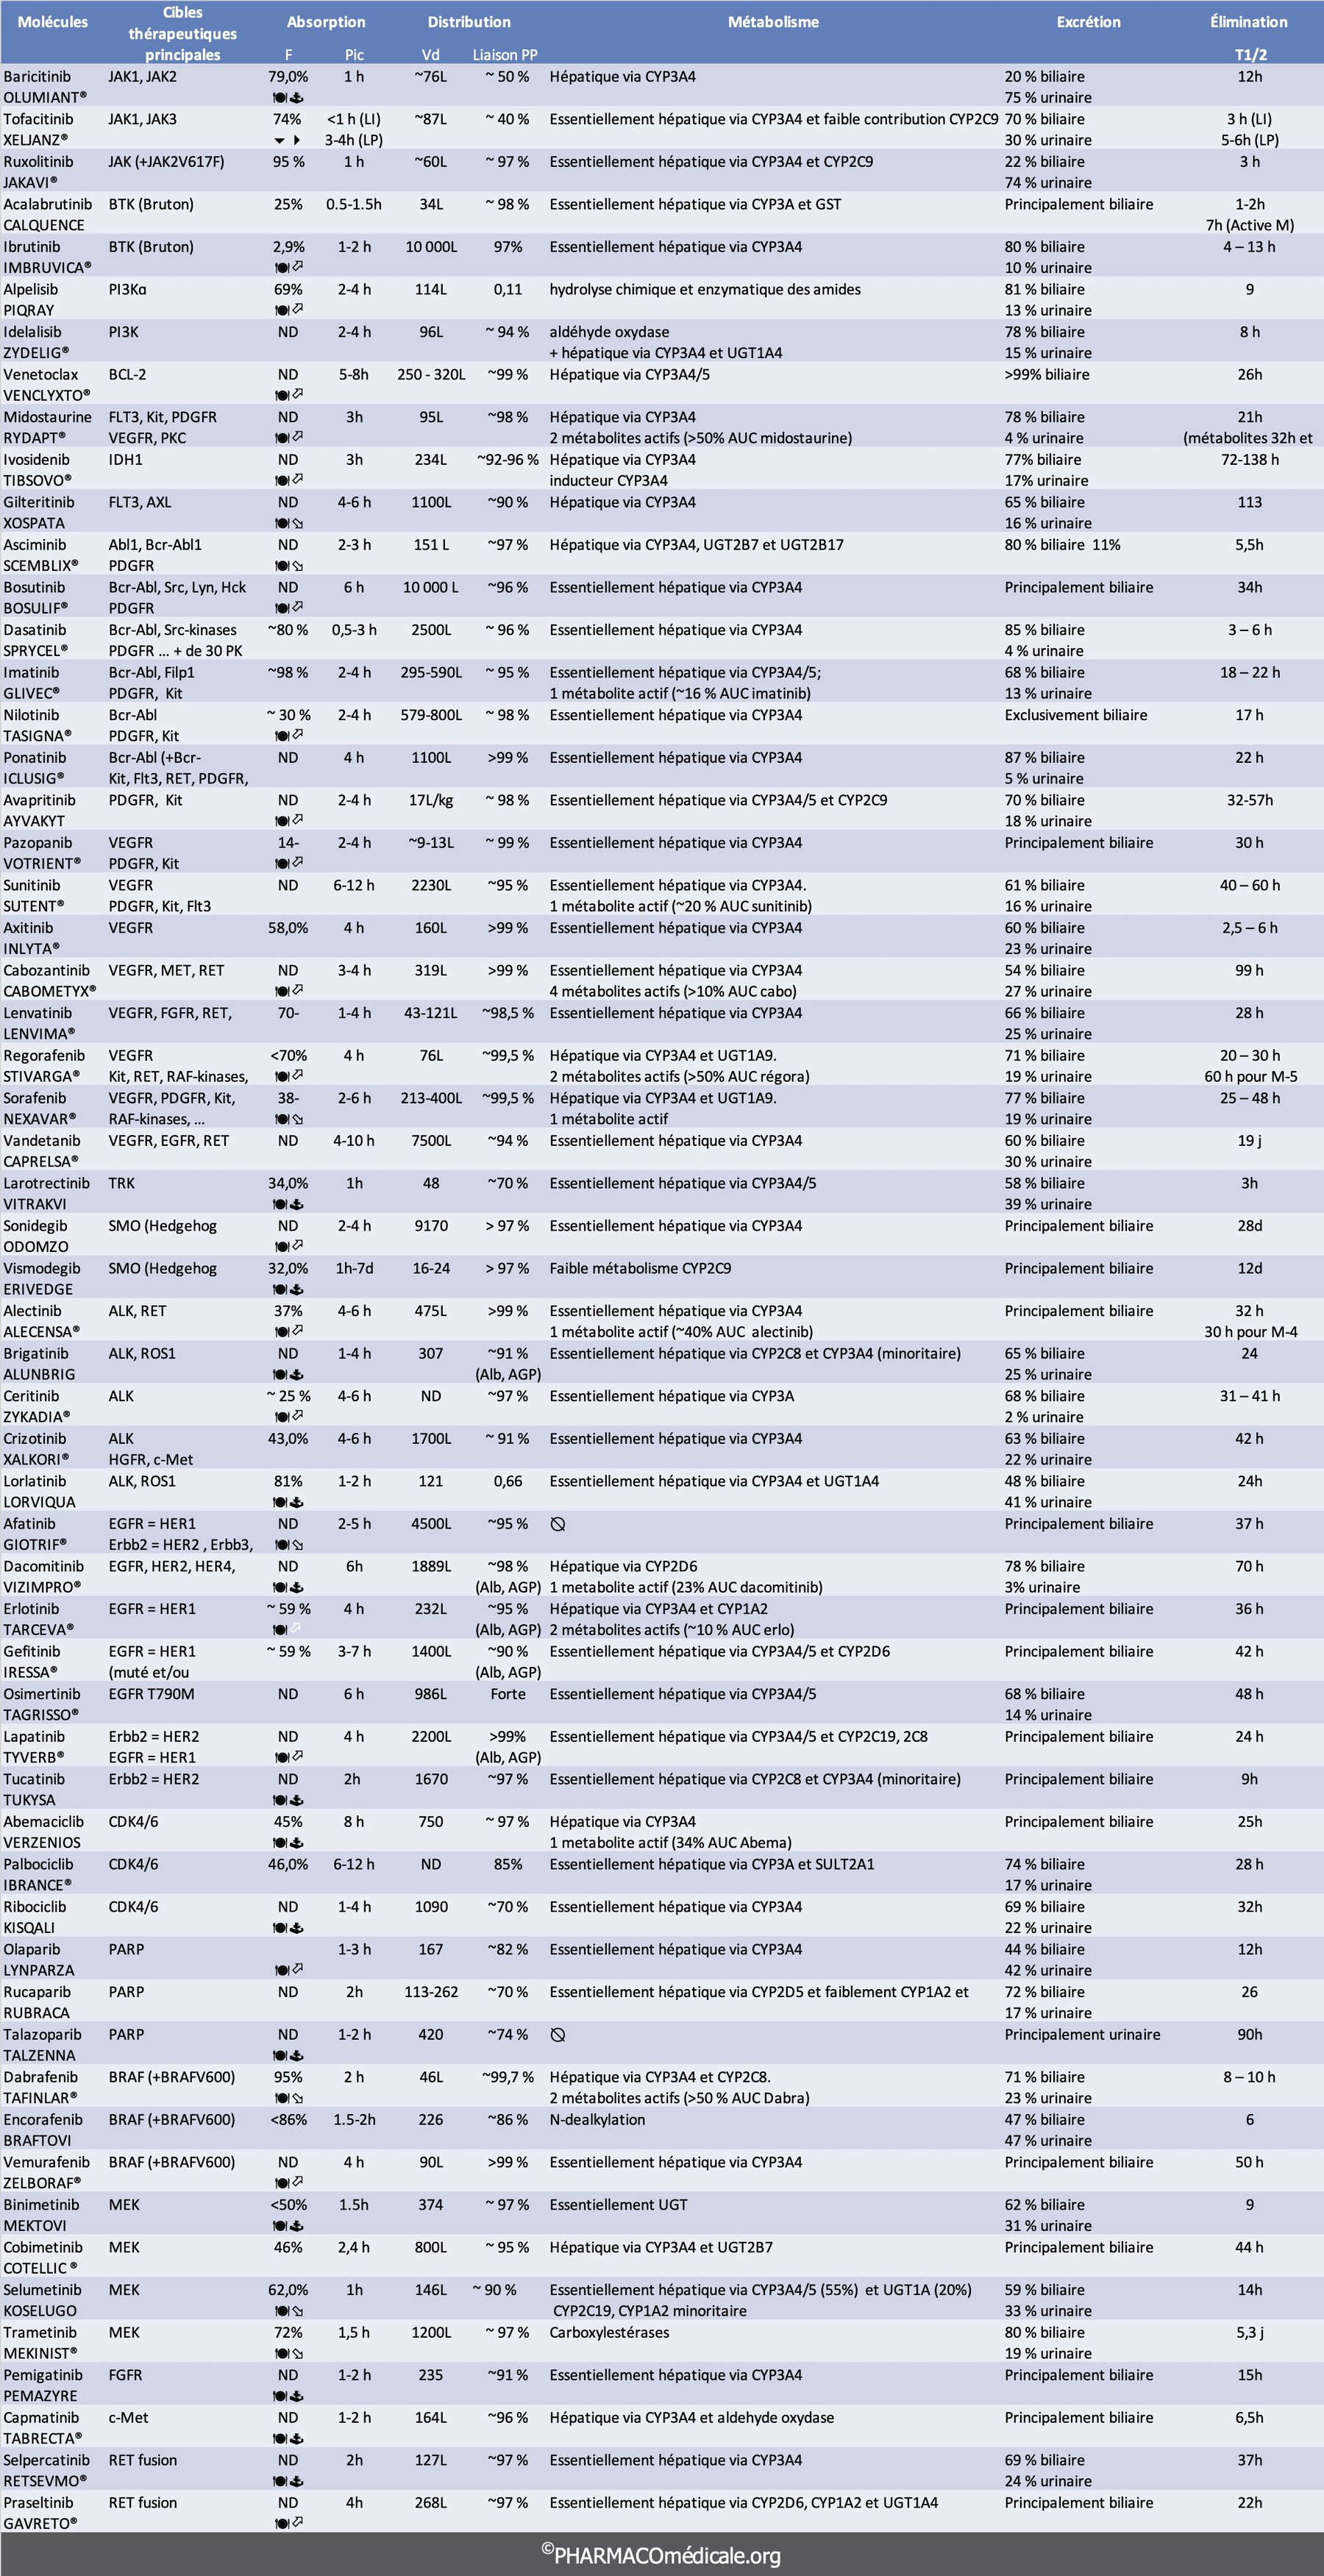 Molécules Cibles thérapeutiques principales Absorption Distribution Métabolisme Excrétion Élimination
F Pic Vd Liaison PP T1/2
Baricitinib JAK1, JAK2 79,0% 1 h ~76L ~ 50 % Hépatique via CYP3A4 20 % biliaire 12h
OLUMIANT® 75 % urinaire
Tofacitinib JAK1, JAK3 74% <1 h (LI) ~87L ~ 40 % Essentiellement hépatique via CYP3A4 et faible contribution CYP2C9 70 % biliaire 3 h (LI)
XELJANZ® 3-4h (LP) 30 % urinaire 5-6h (LP)
Ruxolitinib JAK (+JAK2V617F) 95 % 1 h ~60L ~ 97 % Essentiellement hépatique via CYP3A4 et CYP2C9 22 % biliaire 3 h
JAKAVI® 74 % urinaire
Acalabrutinib BTK (Bruton) 25% 0.5-1.5h 34L ~ 98 % Essentiellement hépatique via CYP3A et GST Principalement biliaire 1-2h
CALQUENCE 7h (Active M)
Ibrutinib BTK (Bruton) 2,9% 1-2 h 10 000L 97% Essentiellement hépatique via CYP3A4 80 % biliaire 4 – 13 h
IMBRUVICA® 10 % urinaire
Alpelisib PI3Kα 69% 2-4 h 114L 0,11 hydrolyse chimique et enzymatique des amides 81 % biliaire 9
PIQRAY 13 % urinaire
Idelalisib PI3K ND 2-4 h 96L ~ 94 % aldéhyde oxydase 78 % biliaire 8 h
ZYDELIG® + hépatique via CYP3A4 et UGT1A4 15 % urinaire
Venetoclax BCL-2 ND 5-8h 250 - 320L ~99 % Hépatique via CYP3A4/5 >99% biliaire 26h
VENCLYXTO®
Midostaurine FLT3, Kit, PDGFR ND 3h 95L ~98 % Hépatique via CYP3A4 78 % biliaire 21h
RYDAPT® VEGFR, PKC 2 métabolites actifs (>50% AUC midostaurine) 4 % urinaire (métabolites 32h et
Ivosidenib IDH1 ND 3h 234L ~92-96 % Hépatique via CYP3A4 77% biliaire 72-138 h
TIBSOVO® inducteur CYP3A4 17% urinaire
Gilteritinib FLT3, AXL ND 4-6 h 1100L ~90 % Hépatique via CYP3A4 65 % biliaire 113
XOSPATA 16 % urinaire
Asciminib Abl1, Bcr-Abl1 ND 2-3 h 151 L ~97 % Hépatique via CYP3A4, UGT2B7 et UGT2B17 80 % biliaire 11% 5,5h
SCEMBLIX® PDGFR
Bosutinib Bcr-Abl, Src, Lyn, Hck ND 6 h 10 000 L ~96 % Essentiellement hépatique via CYP3A4 Principalement biliaire 34h
BOSULIF® PDGFR
Dasatinib Bcr-Abl, Src-kinases ~80 % 0,5-3 h 2500L ~ 96 % Essentiellement hépatique via CYP3A4 85 % biliaire 3 – 6 h
SPRYCEL® PDGFR ... + de 30 PK 4 % urinaire
Imatinib Bcr-Abl, Filp1 ~98 % 2-4 h 295-590L ~ 95 % Essentiellement hépatique via CYP3A4/5; 68 % biliaire 18 – 22 h
GLIVEC® PDGFR, Kit 1 métabolite actif (~16 % AUC imatinib) 13 % urinaire
Nilotinib Bcr-Abl ~ 30 % 2-4 h 579-800L ~ 98 % Essentiellement hépatique via CYP3A4 Exclusivement biliaire 17 h
TASIGNA® PDGFR, Kit
Ponatinib Bcr-Abl (+Bcr- ND 4 h 1100L >99 % Essentiellement hépatique via CYP3A4 87 % biliaire 22 h
ICLUSIG® Kit, Flt3, RET, PDGFR, 5 % urinaire
Avapritinib PDGFR, Kit ND 2-4 h 17L/kg ~ 98 % Essentiellement hépatique via CYP3A4/5 et CYP2C9 70 % biliaire 32-57h
AYVAKYT 18 % urinaire
Pazopanib VEGFR 14- 2-4 h ~9-13L ~ 99 % Essentiellement hépatique via CYP3A4 Principalement biliaire 30 h
VOTRIENT® PDGFR, Kit
Sunitinib VEGFR ND 6-12 h 2230L ~95 % Essentiellement hépatique via CYP3A4. 61 % biliaire 40 – 60 h
SUTENT® PDGFR, Kit, Flt3 1 métabolite actif (~20 % AUC sunitinib) 16 % urinaire
Axitinib VEGFR 58,0% 4 h 160L >99 % Essentiellement hépatique via CYP3A4 60 % biliaire 2,5 – 6 h
INLYTA® 23 % urinaire
Cabozantinib VEGFR, MET, RET ND 3-4 h 319L >99 % Essentiellement hépatique via CYP3A4 54 % biliaire 99 h
CABOMETYX® 4 métabolites actifs (>10% AUC cabo) 27 % urinaire
Lenvatinib VEGFR, FGFR, RET, 70- 1-4 h 43-121L ~98,5 % Essentiellement hépatique via CYP3A4 66 % biliaire 28 h
LENVIMA® 25 % urinaire
Regorafenib VEGFR <70% 4 h 76L ~99,5 % Hépatique via CYP3A4 et UGT1A9. 71 % biliaire 20 – 30 h
STIVARGA® Kit, RET, RAF-kinases, 2 métabolites actifs (>50% AUC régora) 19 % urinaire 60 h pour M-5
Sorafenib VEGFR, PDGFR, Kit, 38- 2-6 h 213-400L ~99,5 % Hépatique via CYP3A4 et UGT1A9. 77 % biliaire 25 – 48 h
NEXAVAR® RAF-kinases, ... 1 métabolite actif 19 % urinaire
Vandetanib VEGFR, EGFR, RET ND 4-10 h 7500L ~94 % Essentiellement hépatique via CYP3A4 60 % biliaire 19 j
CAPRELSA® 30 % urinaire
Larotrectinib TRK 34,0% 1h 48 ~70 % Essentiellement hépatique via CYP3A4/5 58 % biliaire 3h
VITRAKVI 39 % urinaire
Sonidegib SMO (Hedgehog ND 2-4 h 9170 > 97 % Essentiellement hépatique via CYP3A4 Principalement biliaire 28d
ODOMZO
Vismodegib SMO (Hedgehog 32,0% 1h-7d 16-24 > 97 % Faible métabolisme CYP2C9 Principalement biliaire 12d
ERIVEDGE
Alectinib ALK, RET 37% 4-6 h 475L >99 % Essentiellement hépatique via CYP3A4 Principalement biliaire 32 h
ALECENSA® 1 métabolite actif (~40% AUC alectinib) 30 h pour M-4
Brigatinib ALK, ROS1 ND 1-4 h 307 ~91 % Essentiellement hépatique via CYP2C8 et CYP3A4 (minoritaire) 65 % biliaire 24
ALUNBRIG (Alb, AGP) 25 % urinaire
Ceritinib ALK ~ 25 % 4-6 h ND ~97 % Essentiellement hépatique via CYP3A 68 % biliaire 31 – 41 h
ZYKADIA® 2 % urinaire
Crizotinib ALK 43,0% 4-6 h 1700L ~ 91 % Essentiellement hépatique via CYP3A4 63 % biliaire 42 h
XALKORI® HGFR, c-Met 22 % urinaire
Lorlatinib ALK, ROS1 81% 1-2 h 121 0,66 Essentiellement hépatique via CYP3A4 et UGT1A4 48 % biliaire 24h
LORVIQUA 41 % urinaire
Afatinib EGFR = HER1 ND 2-5 h 4500L ~95 % ∅ Principalement biliaire 37 h
GIOTRIF® Erbb2 = HER2 , Erbb3,
Dacomitinib EGFR, HER2, HER4, ND 6h 1889L ~98 % Hépatique via CYP2D6 78 % biliaire 70 h
VIZIMPRO® (Alb, AGP) 1 metabolite actif (23% AUC dacomitinib) 3% urinaire
Erlotinib EGFR = HER1 ~ 59 % 4 h 232L ~95 % Hépatique via CYP3A4 et CYP1A2 Principalement biliaire 36 h
TARCEVA® (Alb, AGP) 2 métabolites actifs (~10 % AUC erlo)
Gefitinib EGFR = HER1 ~ 59 % 3-7 h 1400L ~90 % Essentiellement hépatique via CYP3A4/5 et CYP2D6 Principalement biliaire 42 h
IRESSA® (muté et/ou (Alb, AGP)
Osimertinib EGFR T790M ND 6 h 986L Forte Essentiellement hépatique via CYP3A4/5 68 % biliaire 48 h
TAGRISSO® 14 % urinaire
Lapatinib Erbb2 = HER2 ND 4 h 2200L >99% Essentiellement hépatique via CYP3A4/5 et CYP2C19, 2C8 Principalement biliaire 24 h
TYVERB® EGFR = HER1 (Alb, AGP)
Tucatinib Erbb2 = HER2 ND 2h 1670 ~97 % Essentiellement hépatique via CYP2C8 et CYP3A4 (minoritaire) Principalement biliaire 9h
TUKYSA
Abemaciclib CDK4/6 45% 8 h 750 ~ 97 % Hépatique via CYP3A4 Principalement biliaire 25h
VERZENIOS 1 metabolite actif (34% AUC Abema)
Palbociclib CDK4/6 46,0% 6-12 h ND 85% Essentiellement hépatique via CYP3A et SULT2A1 74 % biliaire 28 h
IBRANCE® 17 % urinaire
Ribociclib CDK4/6 ND 1-4 h 1090 ~70 % Essentiellement hépatique via CYP3A4 69 % biliaire 32h
KISQALI 22 % urinaire
Olaparib PARP 1-3 h 167 ~82 % Essentiellement hépatique via CYP3A4 44 % biliaire 12h
LYNPARZA 42 % urinaire
Rucaparib PARP ND 2h 113-262 ~70 % Essentiellement hépatique via CYP2D5 et faiblement CYP1A2 et 72 % biliaire 26
RUBRACA 17 % urinaire
Talazoparib PARP ND 1-2 h 420 ~74 % ∅ Principalement urinaire 90h
TALZENNA
Dabrafenib BRAF (+BRAFV600) 95% 2 h 46L ~99,7 % Hépatique via CYP3A4 et CYP2C8. 71 % biliaire 8 – 10 h
TAFINLAR® 2 métabolites actifs (>50 % AUC Dabra) 23 % urinaire
Encorafenib BRAF (+BRAFV600) <86% 1.5-2h 226 ~86 % N-dealkylation 47 % biliaire 6
BRAFTOVI 47 % urinaire
Vemurafenib BRAF (+BRAFV600) ND 4 h 90L >99 % Essentiellement hépatique via CYP3A4 Principalement biliaire 50 h
ZELBORAF®
Binimetinib MEK <50% 1.5h 374 ~ 97 % Essentiellement UGT 62 % biliaire 9
MEKTOVI 31 % urinaire
Cobimetinib MEK 46% 2,4 h 800L ~ 95 % Hépatique via CYP3A4 et UGT2B7 Principalement biliaire 44 h
COTELLIC ®
Selumetinib MEK 62,0% 1h 146L ~ 90 % Essentiellement hépatique via CYP3A4/5 (55%) et UGT1A (20%) 59 % biliaire 14h
KOSELUGO CYP2C19, CYP1A2 minoritaire 33 % urinaire
Trametinib MEK 72% 1,5 h 1200L ~ 97 % Carboxylestérases 80 % biliaire 5,3 j
MEKINIST® 19 % urinaire
Pemigatinib FGFR ND 1-2 h 235 ~91 % Essentiellement hépatique via CYP3A4 Principalement biliaire 15h
PEMAZYRE
Capmatinib c-Met ND 1-2 h 164L ~96 % Hépatique via CYP3A4 et aldehyde oxydase Principalement biliaire 6,5h
TABRECTA®
Selpercatinib RET fusion ND 2h 127L ~97 % Essentiellement hépatique via CYP3A4 69 % biliaire 37h
RETSEVMO® 24 % urinaire
Praseltinib RET fusion ND 4h 268L ~97 % Essentiellement hépatique via CYP2D6, CYP1A2 et UGT1A4 Principalement biliaire 22h
GAVRETO®
©PHARMACOmédicale.org